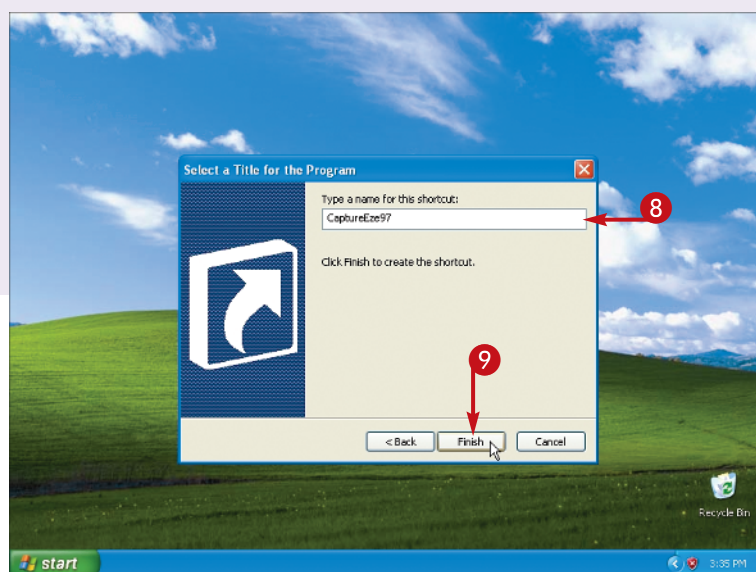 Select a Title for the Program
Type a name for this shortcut:
CaptureEze97
8
Click Finish to create the shortcut.
9
< Back
Finish
Cancel
Recycle Bin
start
3:35 PM